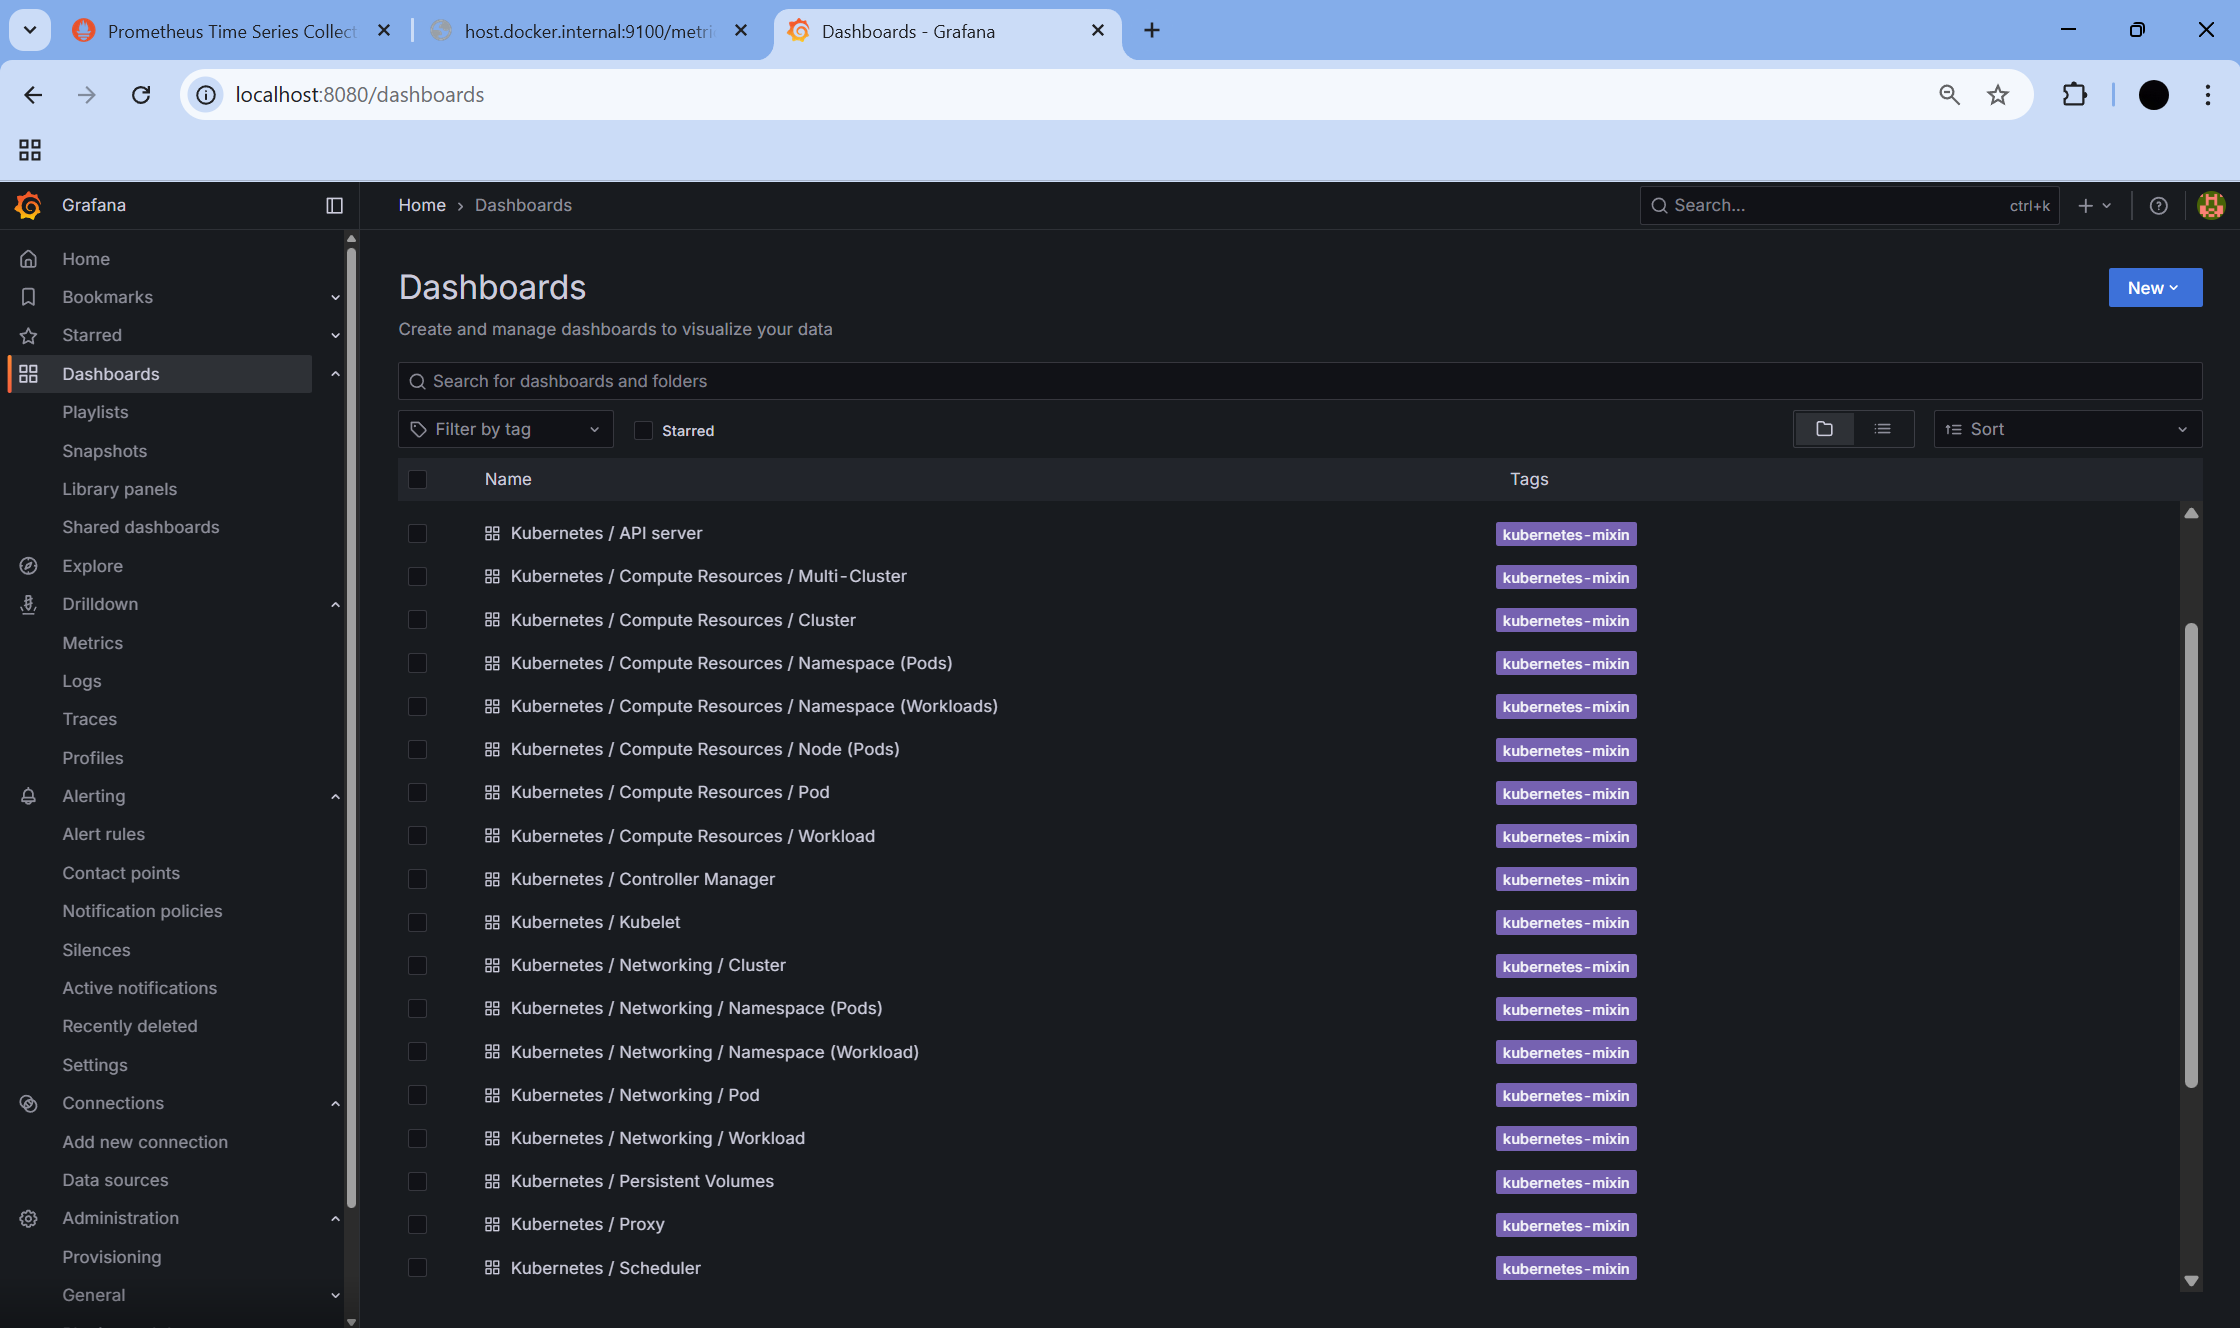 Prometheus Time Series Collect
host.docker.internal:9100/metri
Dashboards - Grafana
localhost:8080/dashboards
Grafana
Home › Dashboards
Search...
ctrl+k
Home
Bookmarks
Starred
Dashboards
Playlists
Snapshots
Library panels
Shared dashboards
Explore
Drilldown
Metrics
Logs
Traces
Profiles
Alerting
Alert rules
Contact points
Notification policies
Silences
Active notifications
Recently deleted
Settings
Connections
Add new connection
Data sources
Administration
Provisioning
General
Dashboards
New
Create and manage dashboards to visualize your data
Search for dashboards and folders
Filter by tag
Starred
Sort
Name Tags
Kubernetes / API server kubernetes-mixin
Kubernetes / Compute Resources / Multi-Cluster kubernetes-mixin
Kubernetes / Compute Resources / Cluster kubernetes-mixin
Kubernetes / Compute Resources / Namespace (Pods) kubernetes-mixin
Kubernetes / Compute Resources / Namespace (Workloads) kubernetes-mixin
Kubernetes / Compute Resources / Node (Pods) kubernetes-mixin
Kubernetes / Compute Resources / Pod kubernetes-mixin
Kubernetes / Compute Resources / Workload kubernetes-mixin
Kubernetes / Controller Manager kubernetes-mixin
Kubernetes / Kubelet kubernetes-mixin
Kubernetes / Networking / Cluster kubernetes-mixin
Kubernetes / Networking / Namespace (Pods) kubernetes-mixin
Kubernetes / Networking / Namespace (Workload) kubernetes-mixin
Kubernetes / Networking / Pod kubernetes-mixin
Kubernetes / Networking / Workload kubernetes-mixin
Kubernetes / Persistent Volumes kubernetes-mixin
Kubernetes / Proxy kubernetes-mixin
Kubernetes / Scheduler kubernetes-mixin